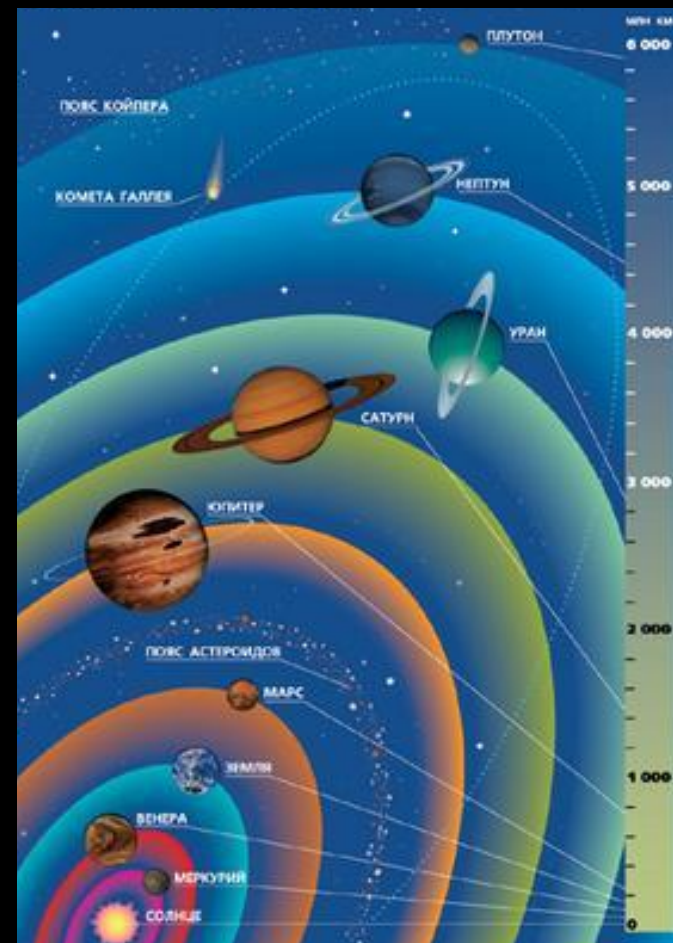 МЛН КМ
ПЛУТОН
6 000
ПОЯС КОЙПЕРА
КОМЕТА ГАЛЛЕЯ
НЕПТУН
5 000
УРАН
4 000
САТУРН
3 000
ЮПИТЕР
2 000
ПОЯС АСТЕРОИДОВ
МАРС
ЗЕМЛЯ
1 000
ВЕНЕРА
МЕРКУРИЙ
СОЛНЦЕ
0